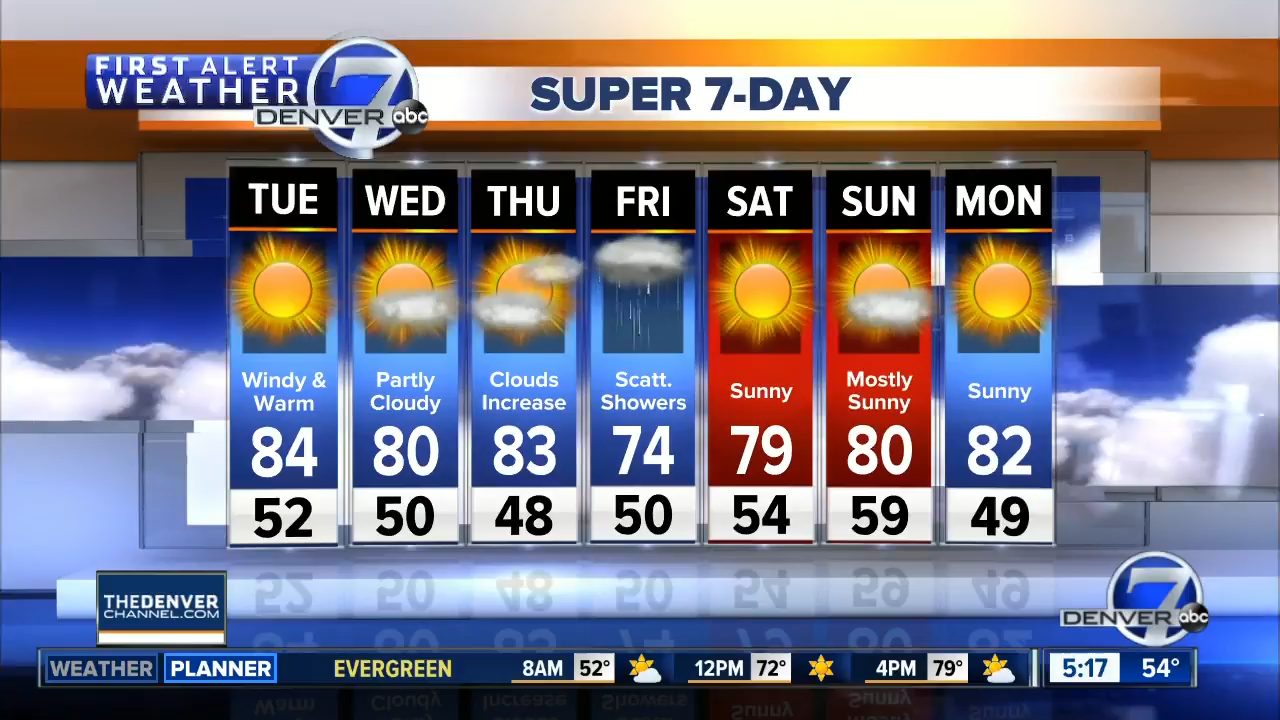 FIRST ALERT
WEATHER
7
DENVER abc
SUPER 7-DAY
TUE WED THU FRI SAT SUN MON
Windy &
Warm
Partly
Cloudy
Clouds
Increase
Scatt.
Showers
Sunny
Mostly
Sunny
Sunny
84 80 83 74 79 80 82
52 50 48 50 54 59 49
THEDENVER
CHANNEL.COM
7
DENVER abc
WEATHER PLANNER EVERGREEN 8AM 52° 12PM 72° 4PM 79° 5:17 54°